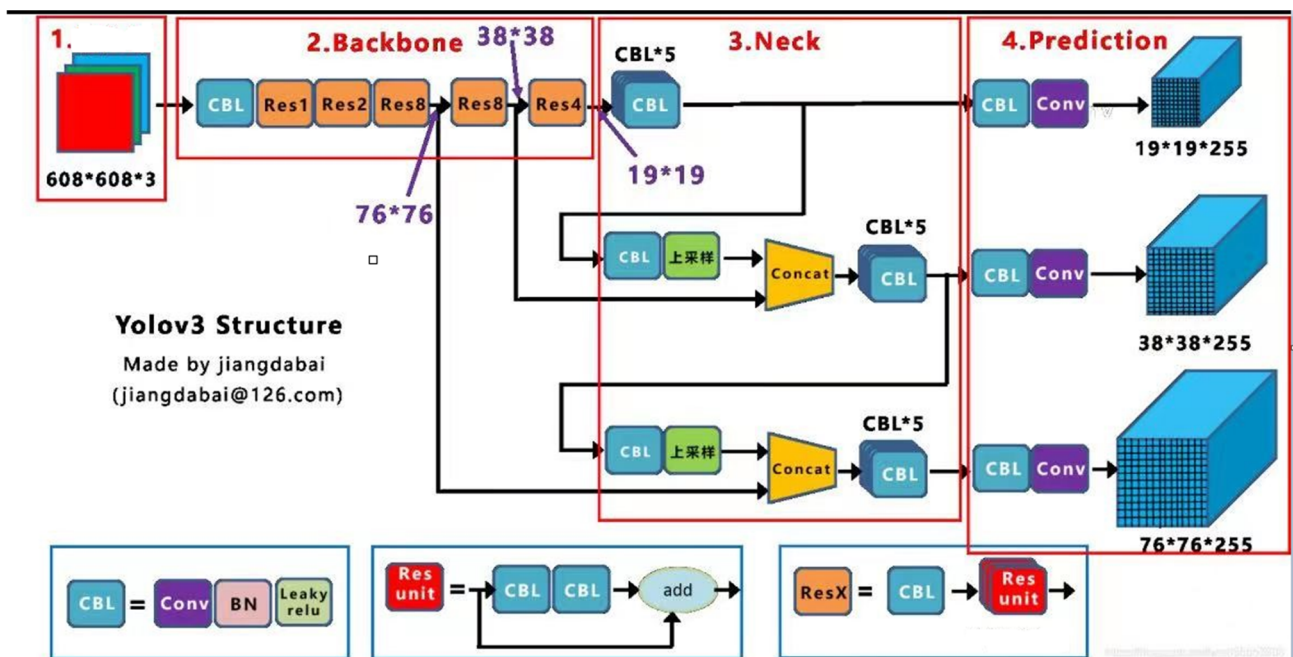 1.
2.Backbone
38*38
3.Neck
4.Prediction
CBL*5
CBL
Res1
Res2
Res8
Res8
Res4
CBL
CBL
Conv
608*608*3
76*76
19*19
19*19*255
CBL*5
CBL
上采样
Concat
CBL
CBL
Conv
38*38*255
Yolov3 Structure
Made by jiangdabai
(jiangdabai@126.com)
CBL*5
CBL
上采样
Concat
CBL
CBL
Conv
76*76*255
CBL
=
Conv
BN
Leaky
relu
Res
unit
=
CBL
CBL
add
ResX
=
CBL
Res
unit